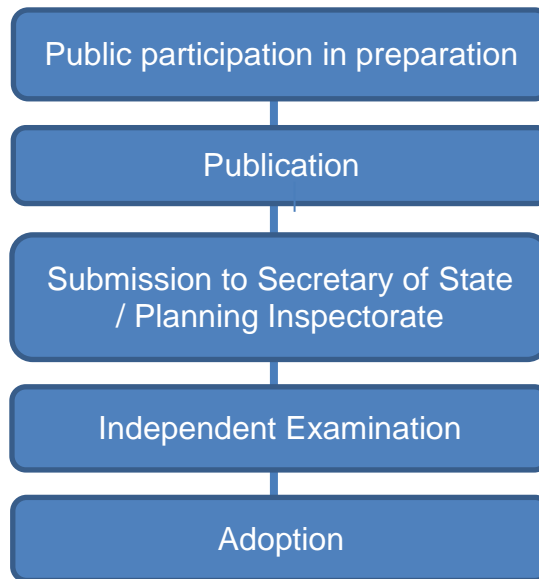 Public participation in preparation
Publication
Submission to Secretary of State
/ Planning Inspectorate
Independent Examination
Adoption